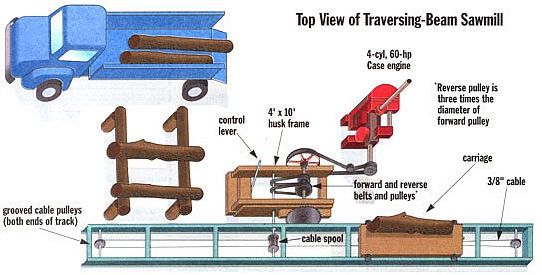 Top View of Traversing-Beam Sawmill
4-cyl, 60-hp
Case engine
*Reverse pulley is
three times the
diameter of
forward pulley
control
lever
4' x 10'
husk frame
carriage
3/8" cable
forward and reverse
belts and pulleys*
grooved cable pulleys
(both ends of track)
cable spool